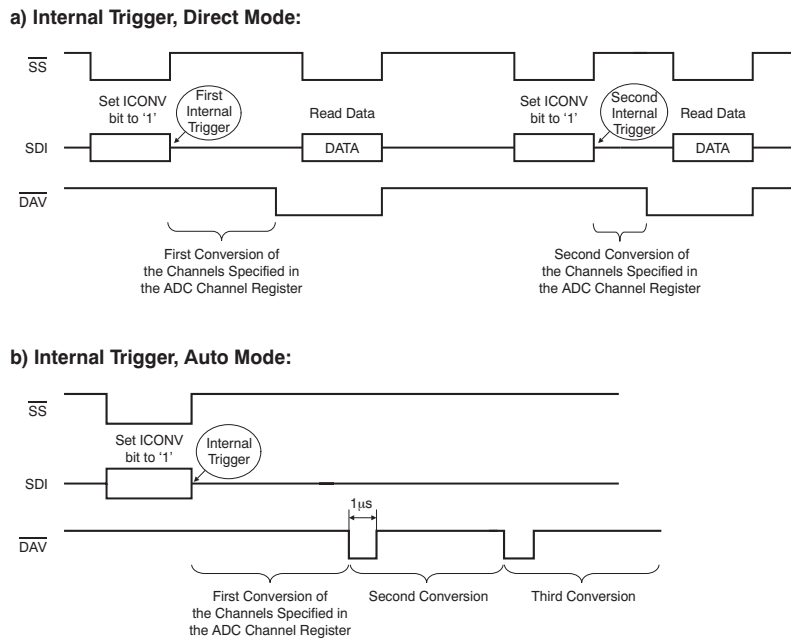 a) Internal Trigger, Direct Mode:
SS
Set ICONV
bit to ‘1’
First
Internal
Trigger
Read Data
Set ICONV
bit to ‘1’
Second
Internal
Trigger
Read Data
SDI
DATA
DATA
DAV
First Conversion of
the Channels Specified in
the ADC Channel Register
Second Conversion of
the Channels Specified in
the ADC Channel Register
b) Internal Trigger, Auto Mode:
SS
Set ICONV
bit to ‘1’
Internal
Trigger
SDI
1μs
DAV
First Conversion of
the Channels Specified in
the ADC Channel Register
Second Conversion
Third Conversion